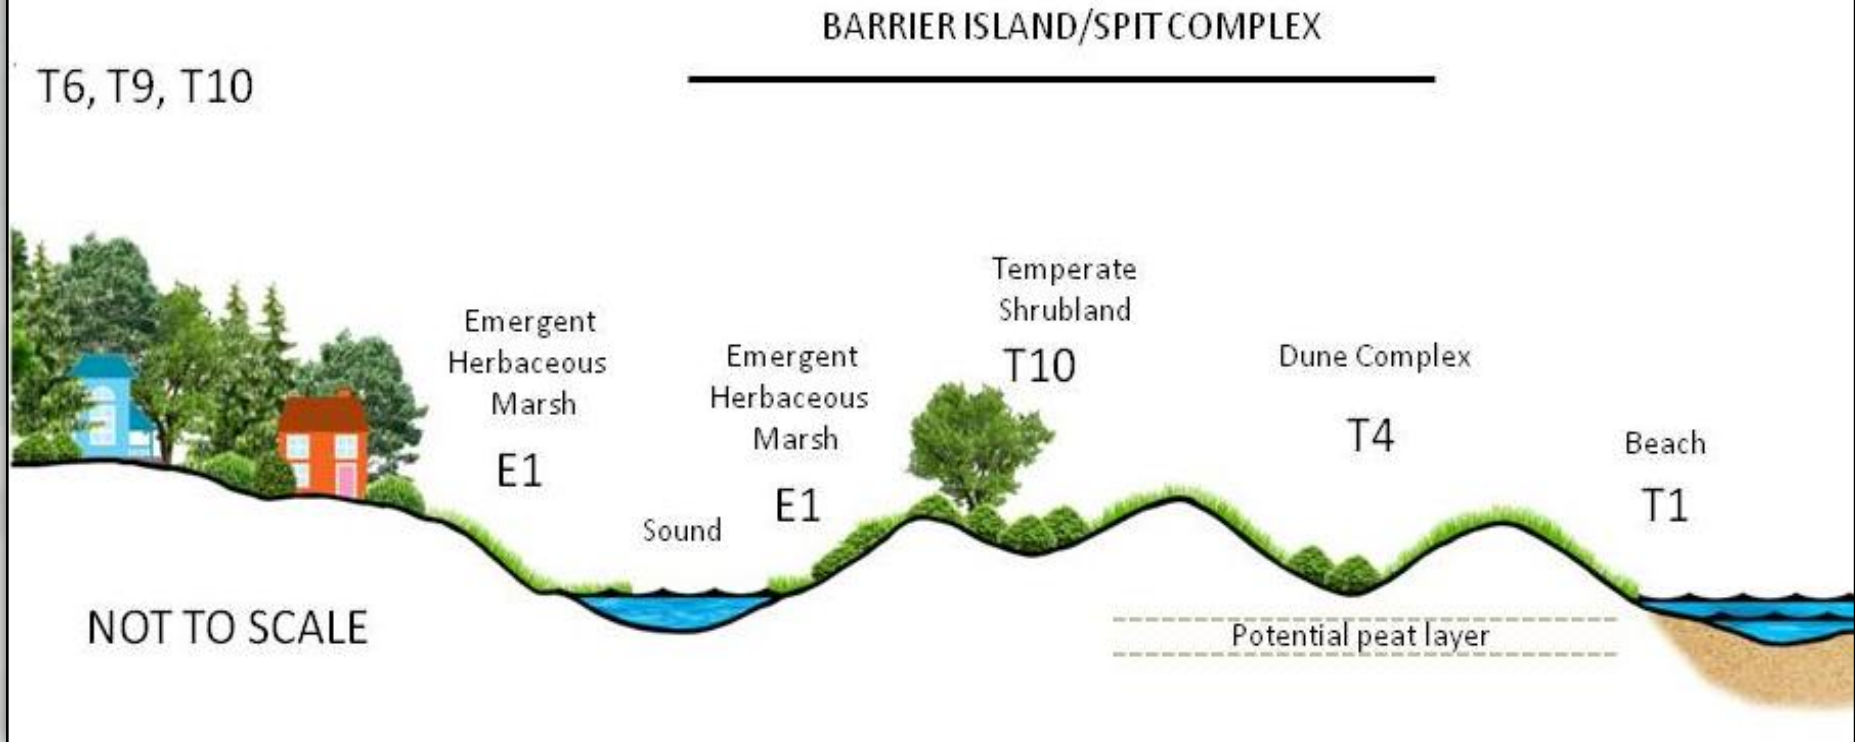 BARRIER ISLAND/SPIT COMPLEX
T6, T9, T10
Emergent
Herbaceous
Marsh
E1
Sound
Emergent
Herbaceous
Marsh
E1
Temperate
Shrubland
T10
Dune Complex
T4
Beach
T1
NOT TO SCALE
Potential peat layer